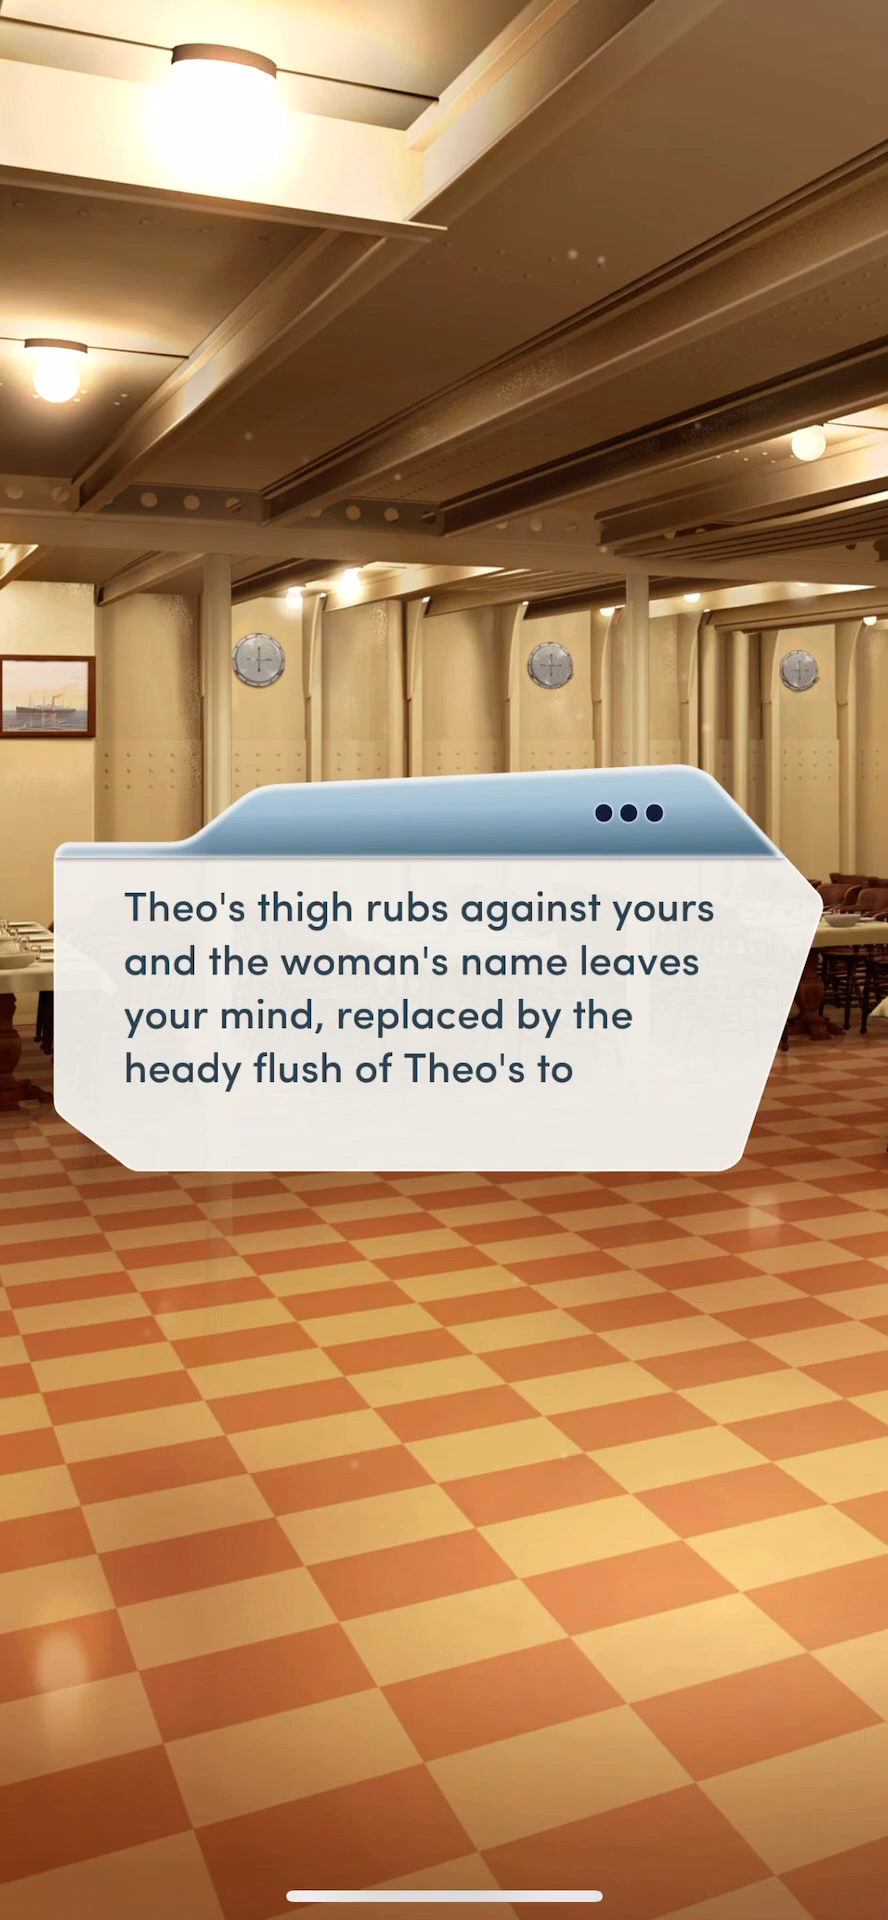 Theo's thigh rubs against yours
and the woman's name leaves
your mind, replaced by the
heady flush of Theo's to